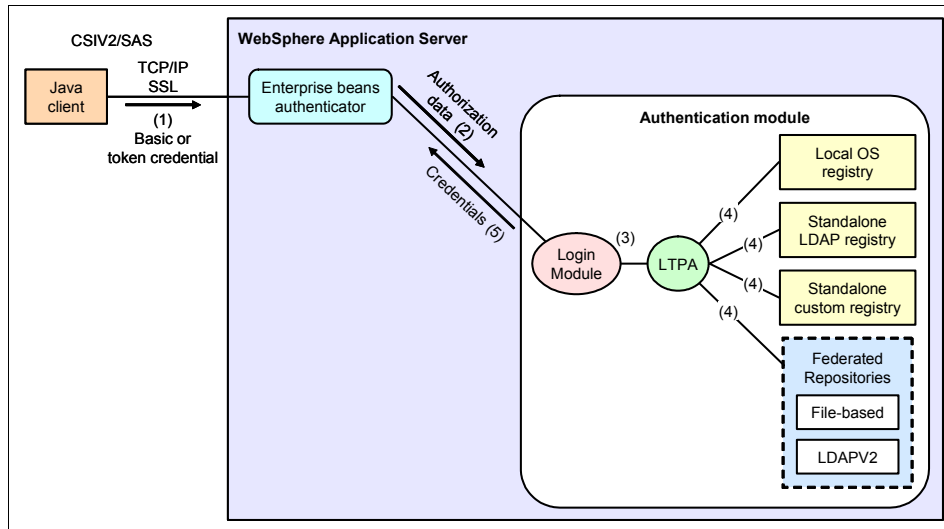 CSIV2/SAS
TCP/IP
SSL
Java
client
(1)
Basic or
token credential
WebSphere Application Server
Enterprise beans
authenticator
Authorization
data (2)
Credentials (5)
Authentication module
Login
Module
(3)
LTPA
(4)
(4)
(4)
(4)
Local OS
registry
Standalone
LDAP registry
Standalone
custom registry
Federated
Repositories
File-based
LDAPV2